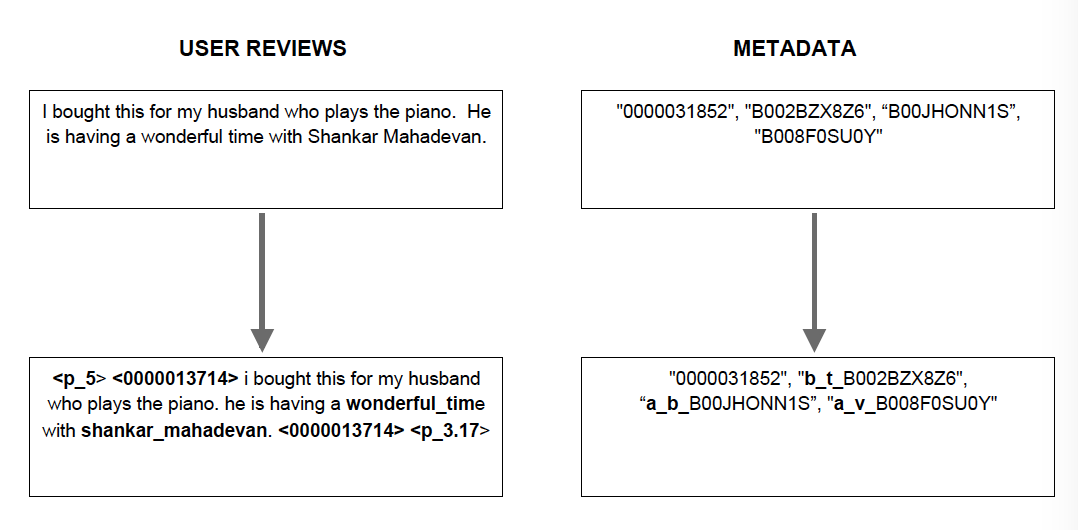 USER REVIEWS
METADATA
I bought this for my husband who plays the piano.  He
is having a wonderful time with Shankar Mahadevan.
"0000031852", "B002BZX8Z6", “B00JHONN1S”,
"B008F0SU0Y"
<p_5> <0000013714> i bought this for my husband
who plays the piano. he is having a wonderful_time
with shankar_mahadevan. <0000013714> <p_3.17>
"0000031852", "b_t_B002BZX8Z6",
“a_b_B00JHONN1S”, "a_v_B008F0SU0Y"